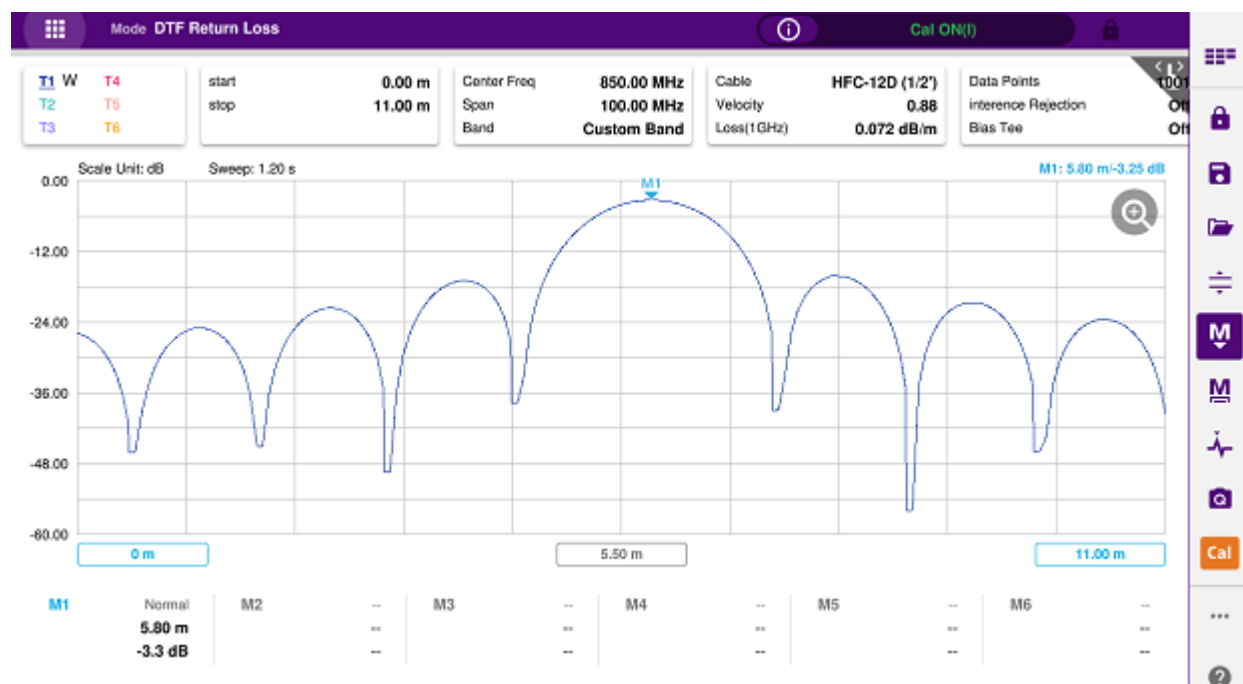 Mode DTF Return Loss
Cal ON(I)
T1 W T4
T2 T5
T3 T6
start 0.00 m
stop 11.00 m
Center Freq 850.00 MHz
Span 100.00 MHz
Band Custom Band
Cable HFC-12D (1/2')
Velocity 0.88
Loss(1GHz) 0.072 dB/m
Data Points 1001
interence Rejection Off
Bias Tee Off
Scale Unit: dB Sweep: 1.20 s M1: 5.80 m/-3.25 dB
M1
0.00
-12.00
-24.00
-36.00
-48.00
-60.00
0 m 5.50 m 11.00 m
M1 Normal M2 -- M3 -- M4 -- M5 -- M6 --
5.80 m -- -- -- -- --
-3.3 dB -- -- -- -- --
M
M
Cal
?